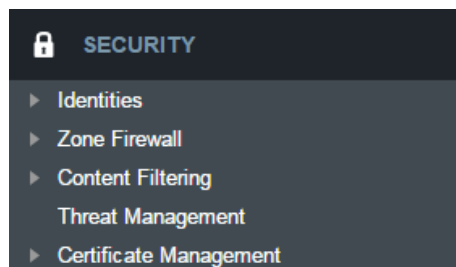 SECURITY
Identities
Zone Firewall
Content Filtering
Threat Management
Certificate Management